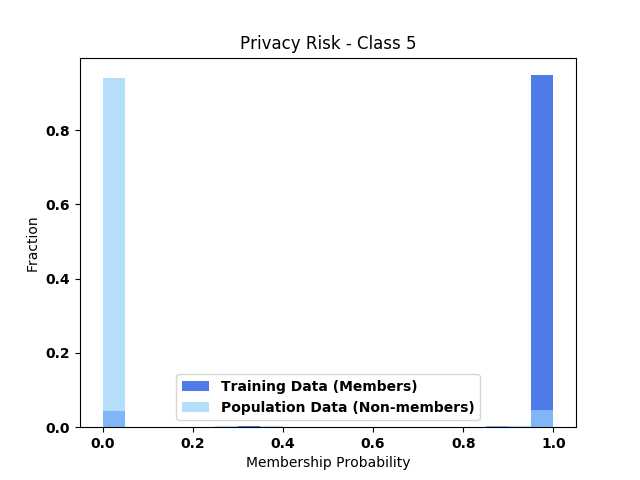 Privacy Risk - Class 5
Fraction
0.8
0.6
0.4
0.2
0.0
Training Data (Members)
Population Data (Non-members)
0.0 0.2 0.4 0.6 0.8 1.0
Membership Probability